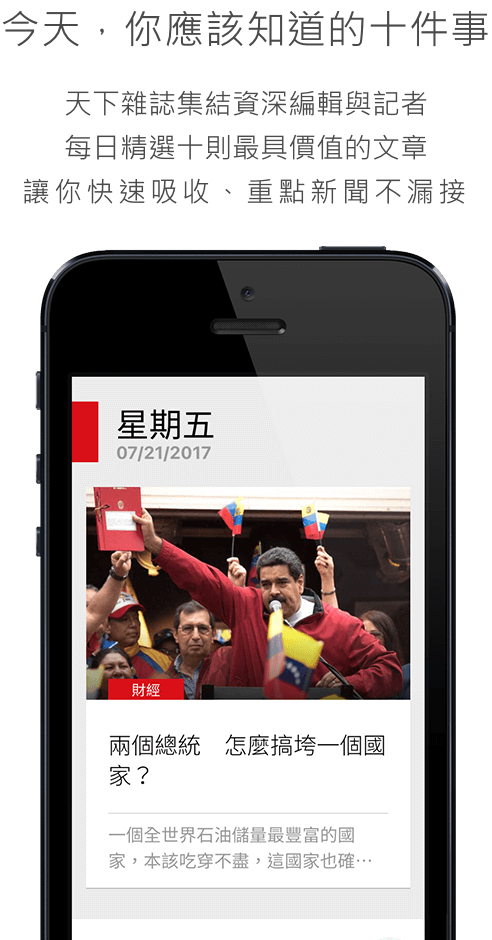 今天，你應該知道的十件事
天下雜誌集結資深編輯與記者
每日精選十則最具價值的文章
讓你快速吸收、重點新聞不漏接
星期五
07/21/2017
財經
兩個總統　怎麼搞垮一個國
家？
一個全世界石油儲量最豐富的國
家，本該吃穿不盡，這國家也確⋯